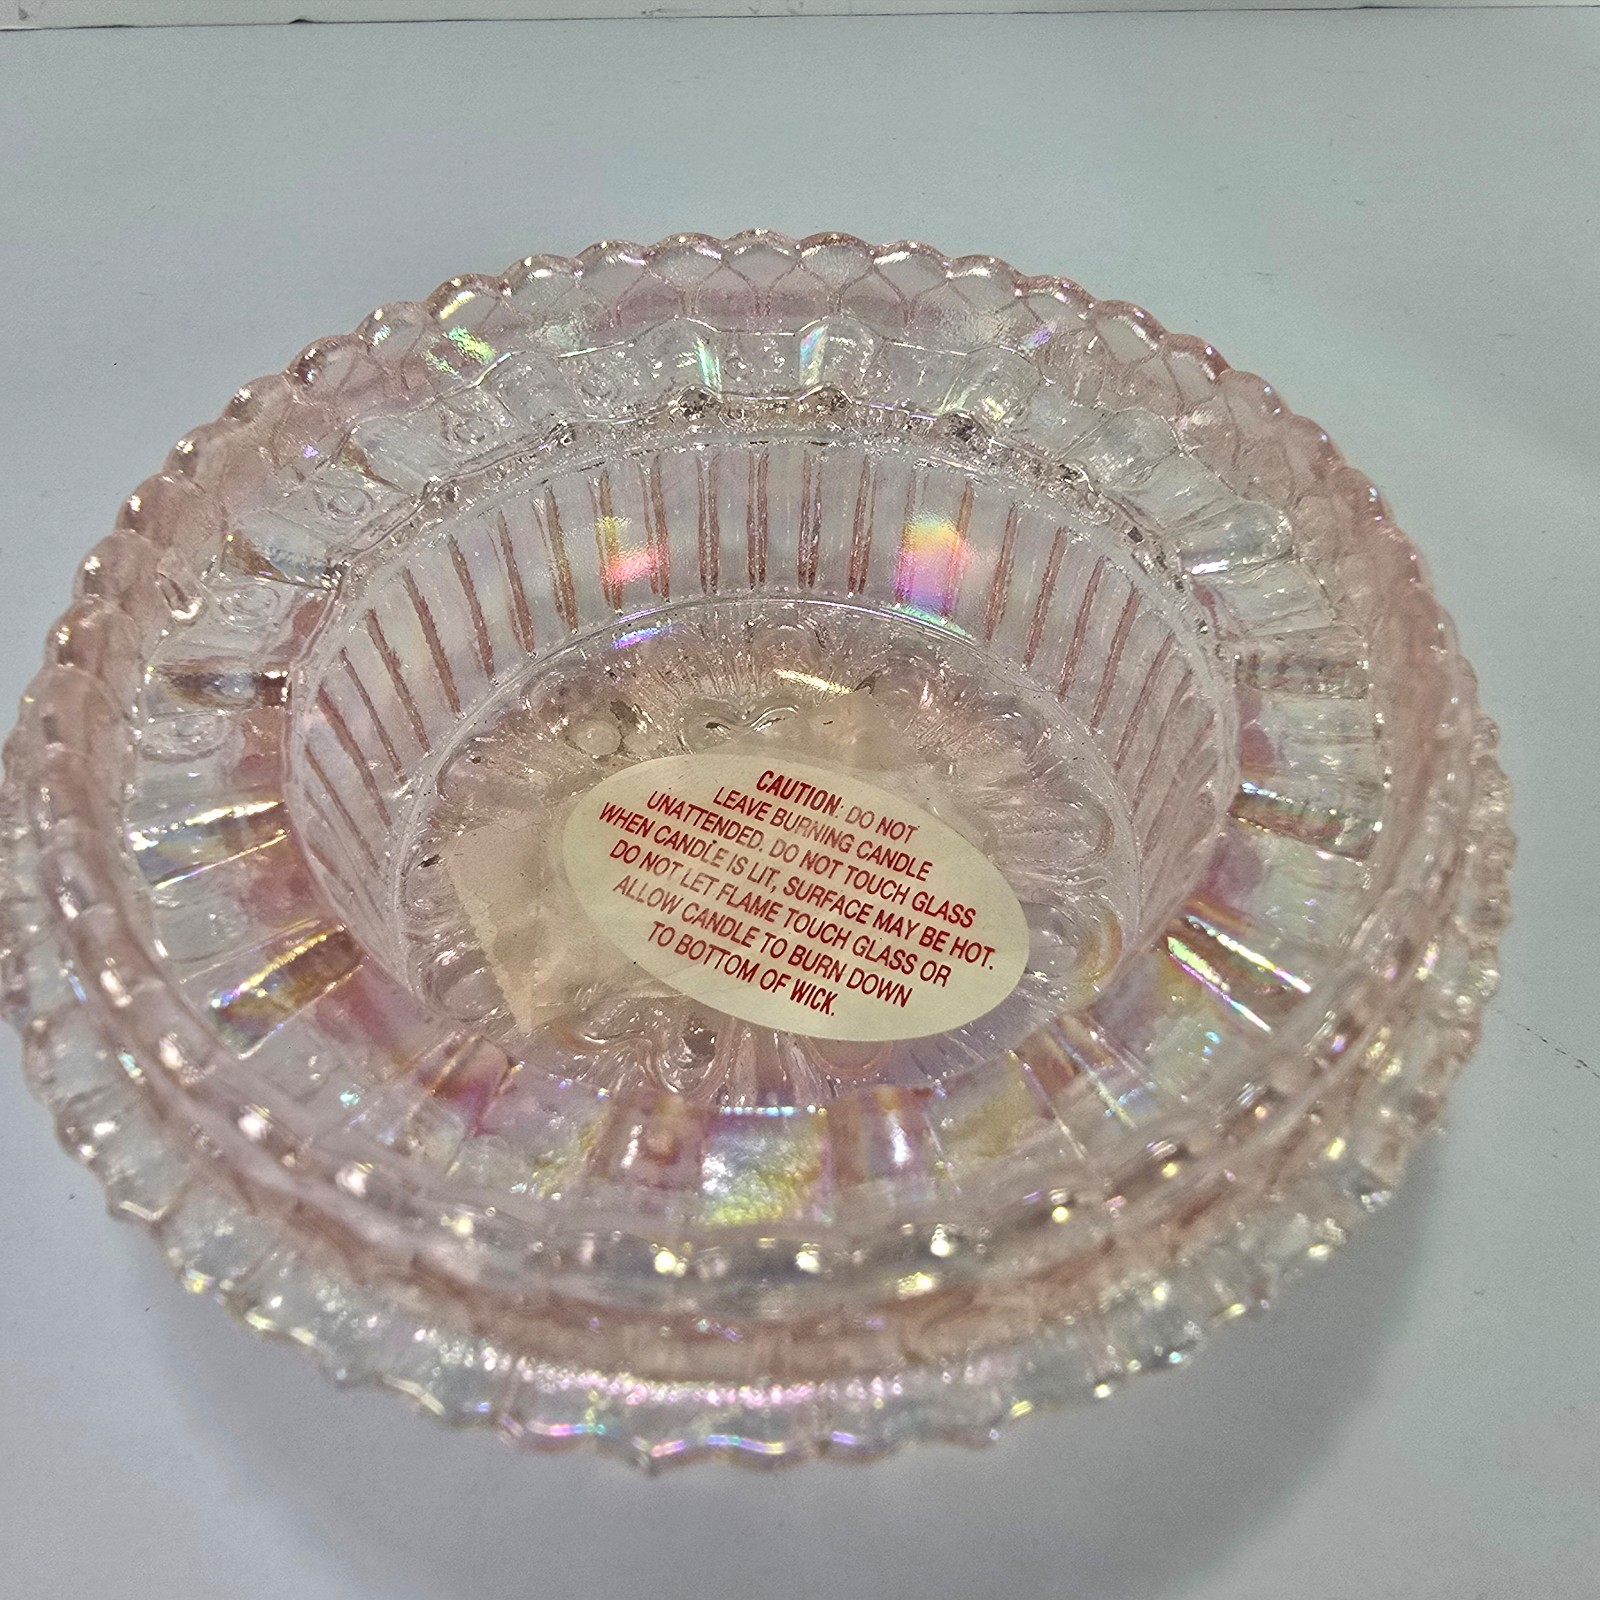 CAUTION: DO NOT
LEAVE BURNING CANDLE
UNATTENDED. DO NOT TOUCH GLASS
WHEN CANDLE IS LIT, SURFACE MAY BE HOT.
DO NOT LET FLAME TOUCH GLASS OR
ALLOW CANDLE TO BURN DOWN
TO BOTTOM OF WICK.